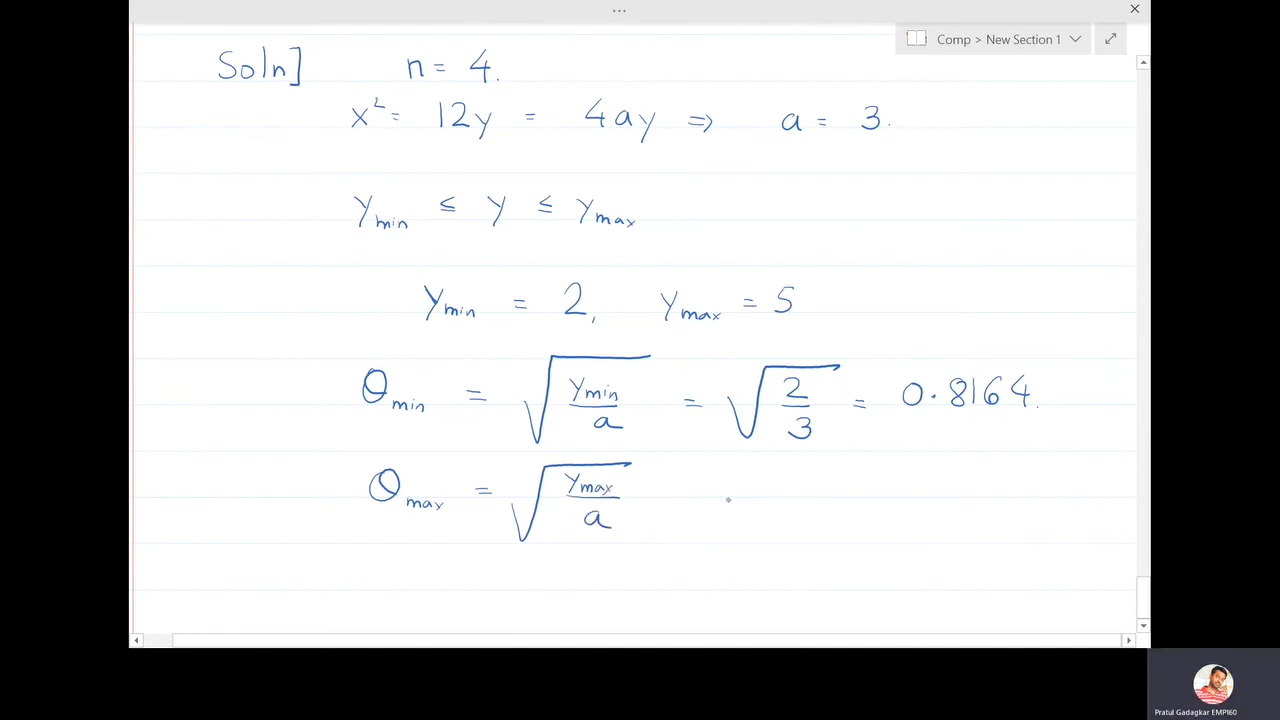 Comp > New Section 1
Soln] n = 4.
x² = 12y = 4ay ⇒ a = 3.
ymin ≤ y ≤ ymax
ymin = 2, ymax = 5
θmin = √(ymin/a) = √(2/3) = 0.8164.
θmax = √(ymax/a)
Pratul Gadagkar EMP160